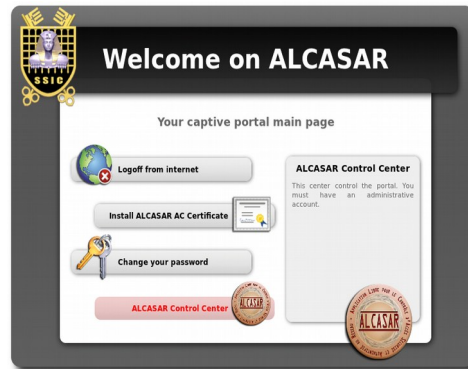 SSIC
Welcome on ALCASAR
Your captive portal main page
Logoff from internet
Install ALCASAR AC Certificate
Change your password
ALCASAR Control Center
ALCASAR
ALCASAR Control Center
This center control the portal. You
must have an administrative
account.
ALCASAR